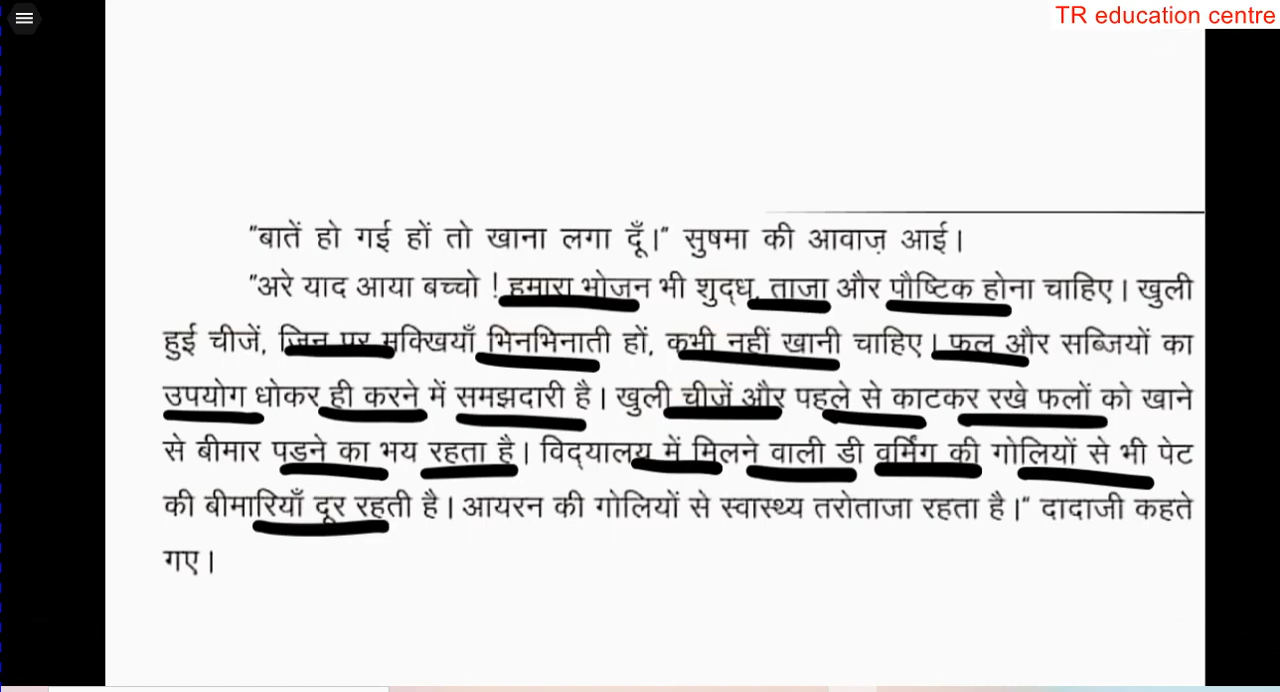 TR education centre
"बातें हो गई हों तो खाना लगा दूँ।" सुषमा की आवाज़ आई।
"अरे याद आया बच्चो ! हमारा भोजन भी शुद्ध, ताजा और पौष्टिक होना चाहिए। खुली
हुई चीजें, जिन पर मक्खियाँ भिनभिनाती हों, कभी नहीं खानी चाहिए। फल और सब्जियों का
उपयोग धोकर ही करने में समझदारी है। खुली चीजें और पहले से काटकर रखे फलों को खाने
से बीमार पडने का भय रहता है। विद्यालय में मिलने वाली डी वर्मिंग की गोलियों से भी पेट
की बीमारियाँ दूर रहती है। आयरन की गोलियों से स्वास्थ्य तरोताजा रहता है।" दादाजी कहते
गए।